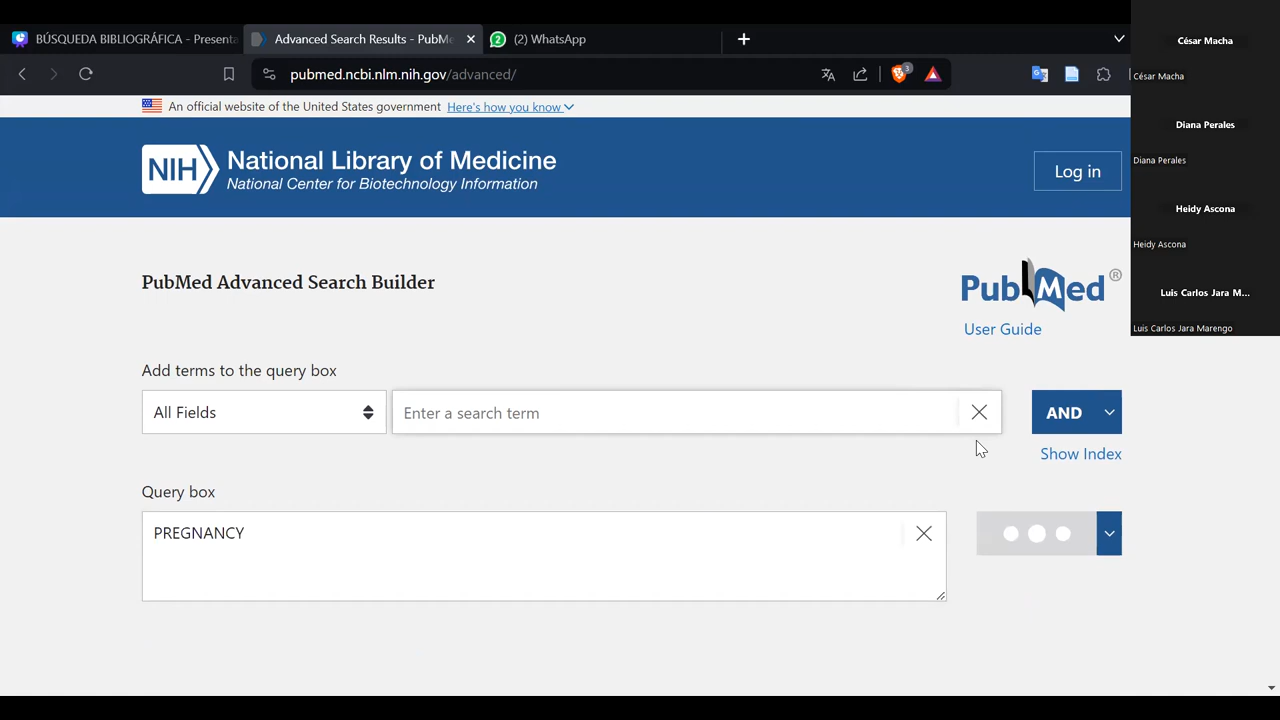 BÚSQUEDA BIBLIOGRÁFICA - Presenta
Advanced Search Results - PubMe
(2) WhatsApp
pubmed.ncbi.nlm.nih.gov/advanced/
3
An official website of the United States government Here's how you know
NIH National Library of Medicine
National Center for Biotechnology Information
Log in
PubMed Advanced Search Builder
PubMed®
User Guide
Add terms to the query box
All Fields
Enter a search term
AND
Show Index
Query box
PREGNANCY
César Macha
César Macha
Diana Perales
Diana Perales
Heidy Ascona
Heidy Ascona
Luis Carlos Jara M...
Luis Carlos Jara Marengo